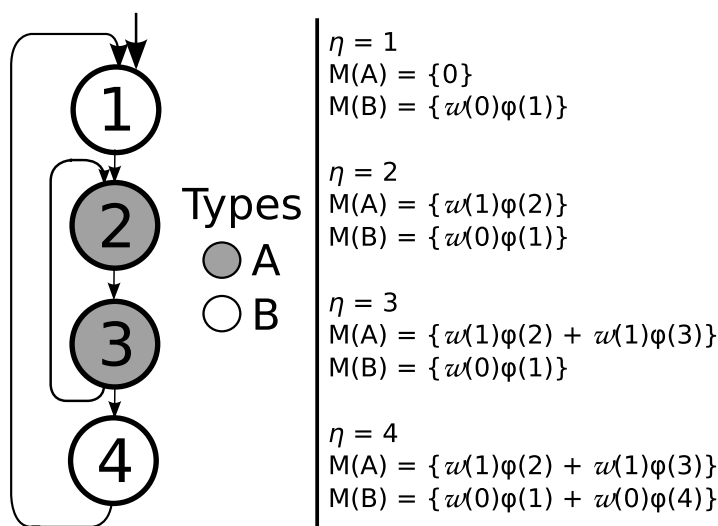 1
2
3
4
Types
A
B
η = 1
M(A) = {0}
M(B) = {𝓌(0)φ(1)}
η = 2
M(A) = {𝓌(1)φ(2)}
M(B) = {𝓌(0)φ(1)}
η = 3
M(A) = {𝓌(1)φ(2) + 𝓌(1)φ(3)}
M(B) = {𝓌(0)φ(1)}
η = 4
M(A) = {𝓌(1)φ(2) + 𝓌(1)φ(3)}
M(B) = {𝓌(0)φ(1) + 𝓌(0)φ(4)}